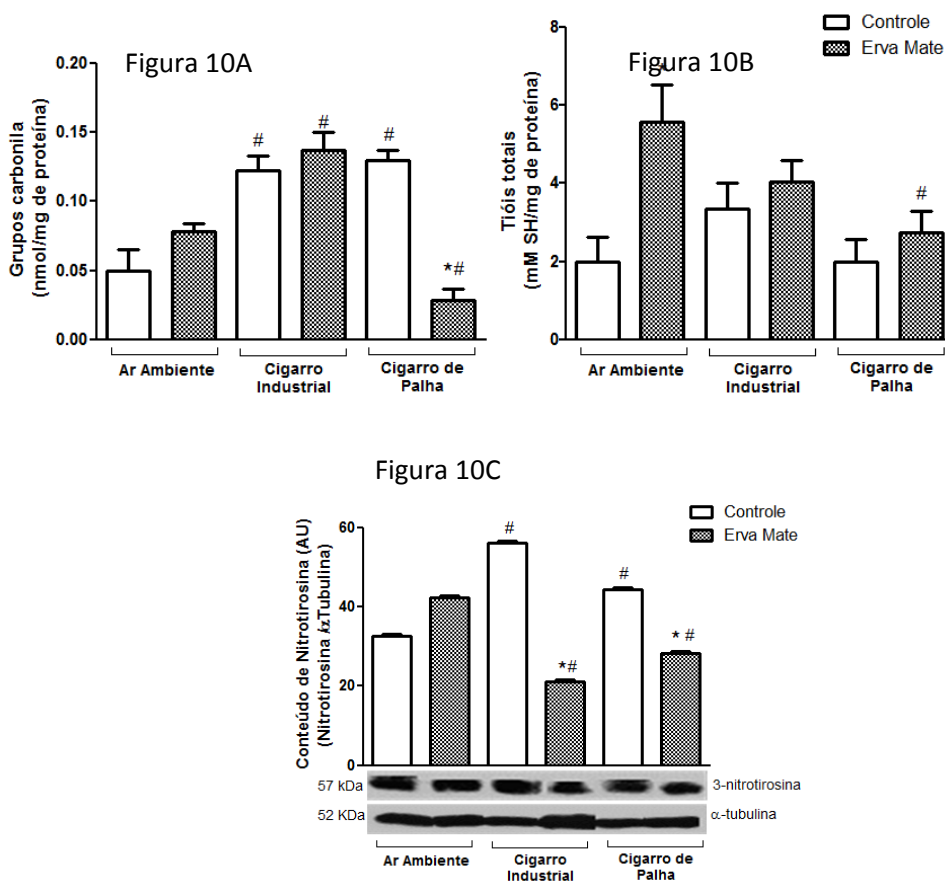 Figura 10A
Grupos carbonila
(nmol/mg de proteína)
0.20
0.15
0.10
0.05
0.00
#
#
#
*#
Ar Ambiente
Cigarro
Industrial
Cigarro de
Palha
Figura 10B
Controle
Erva Mate
Tióis totais
(mM SH/mg de proteína)
8
6
4
2
0
*
#
Ar Ambiente
Cigarro
Industrial
Cigarro de
Palha
Figura 10C
Controle
Erva Mate
Conteúdo de Nitrotirosina (AU)
(Nitrotirosina /αTubulina)
60
40
20
0
#
*#
#
* #
57 kDa
3-nitrotirosina
52 KDa
α-tubulina
Ar Ambiente
Cigarro
Industrial
Cigarro de
Palha